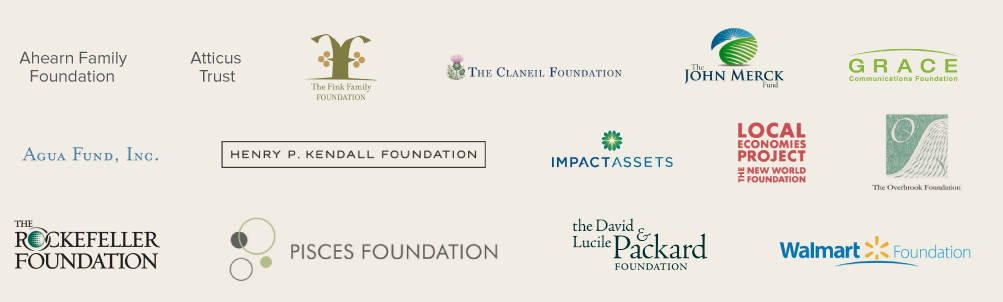 Ahearn Family
Foundation
Atticus
Trust
The Fink Family
FOUNDATION
THE CLANEIL FOUNDATION
The
JOHN MERCK
Fund
GRACE
Communications Foundation
AGUA FUND, INC.
HENRY P. KENDALL FOUNDATION
IMPACTASSETS
LOCAL
ECONOMIES
PROJECT
THE NEW WORLD
FOUNDATION
The Overbrook Foundation
THE
ROCKEFELLER
FOUNDATION
PISCES FOUNDATION
the David &
Lucile Packard
FOUNDATION
Walmart Foundation